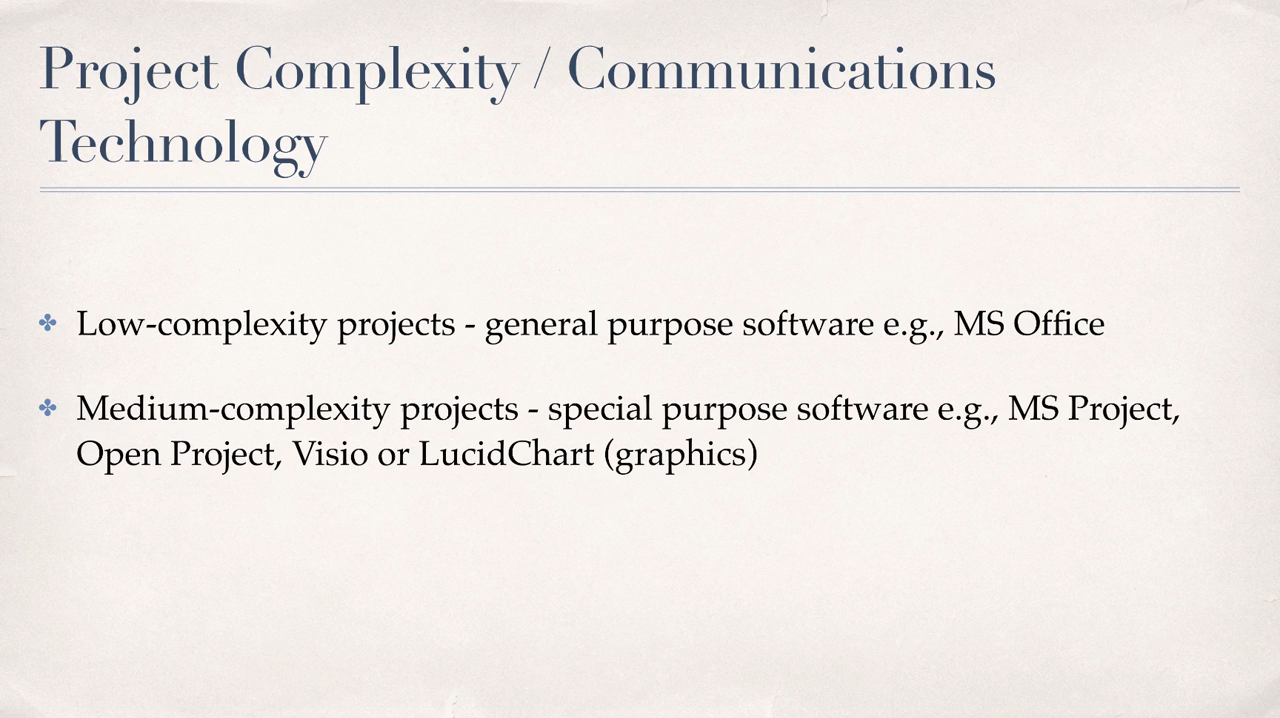 Project Complexity / Communications
Technology
Low-complexity projects - general purpose software e.g., MS Office
Medium-complexity projects - special purpose software e.g., MS Project,
Open Project, Visio or LucidChart (graphics)